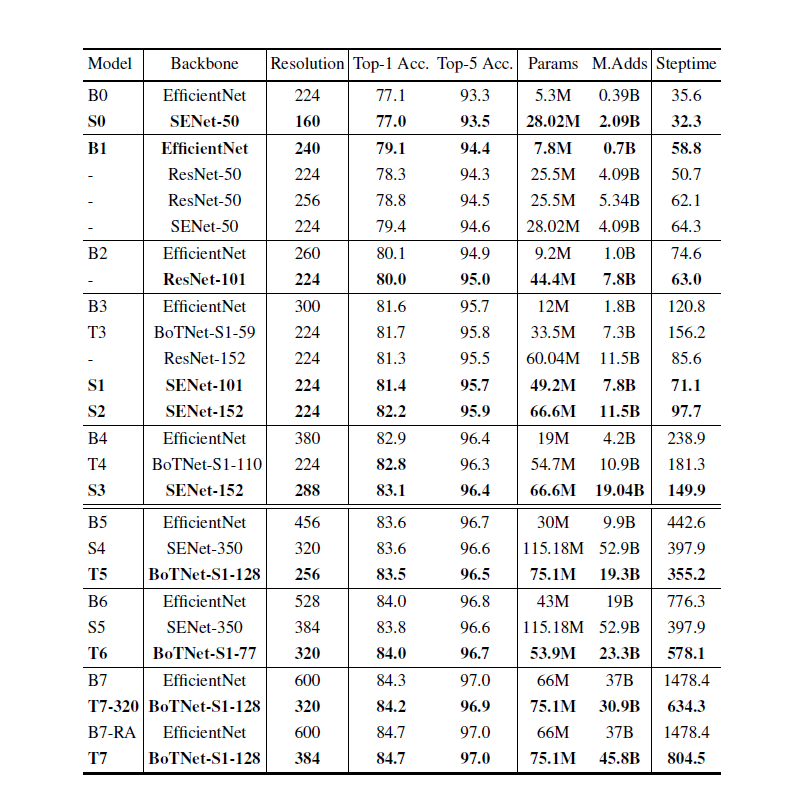 Model Backbone Resolution Top-1 Acc. Top-5 Acc. Params M.Adds Steptime
B0 EfficientNet 224 77.1 93.3 5.3M 0.39B 35.6
S0 SENet-50 160 77.0 93.5 28.02M 2.09B 32.3
B1 EfficientNet 240 79.1 94.4 7.8M 0.7B 58.8
- ResNet-50 224 78.3 94.3 25.5M 4.09B 50.7
- ResNet-50 256 78.8 94.5 25.5M 5.34B 62.1
- SENet-50 224 79.4 94.6 28.02M 4.09B 64.3
B2 EfficientNet 260 80.1 94.9 9.2M 1.0B 74.6
- ResNet-101 224 80.0 95.0 44.4M 7.8B 63.0
B3 EfficientNet 300 81.6 95.7 12M 1.8B 120.8
T3 BoTNet-S1-59 224 81.7 95.8 33.5M 7.3B 156.2
- ResNet-152 224 81.3 95.5 60.04M 11.5B 85.6
S1 SENet-101 224 81.4 95.7 49.2M 7.8B 71.1
S2 SENet-152 224 82.2 95.9 66.6M 11.5B 97.7
B4 EfficientNet 380 82.9 96.4 19M 4.2B 238.9
T4 BoTNet-S1-110 224 82.8 96.3 54.7M 10.9B 181.3
S3 SENet-152 288 83.1 96.4 66.6M 19.04B 149.9
B5 EfficientNet 456 83.6 96.7 30M 9.9B 442.6
S4 SENet-350 320 83.6 96.6 115.18M 52.9B 397.9
T5 BoTNet-S1-128 256 83.5 96.5 75.1M 19.3B 355.2
B6 EfficientNet 528 84.0 96.8 43M 19B 776.3
S5 SENet-350 384 83.8 96.6 115.18M 52.9B 397.9
T6 BoTNet-S1-77 320 84.0 96.7 53.9M 23.3B 578.1
B7 EfficientNet 600 84.3 97.0 66M 37B 1478.4
T7-320 BoTNet-S1-128 320 84.2 96.9 75.1M 30.9B 634.3
B7-RA EfficientNet 600 84.7 97.0 66M 37B 1478.4
T7 BoTNet-S1-128 384 84.7 97.0 75.1M 45.8B 804.5